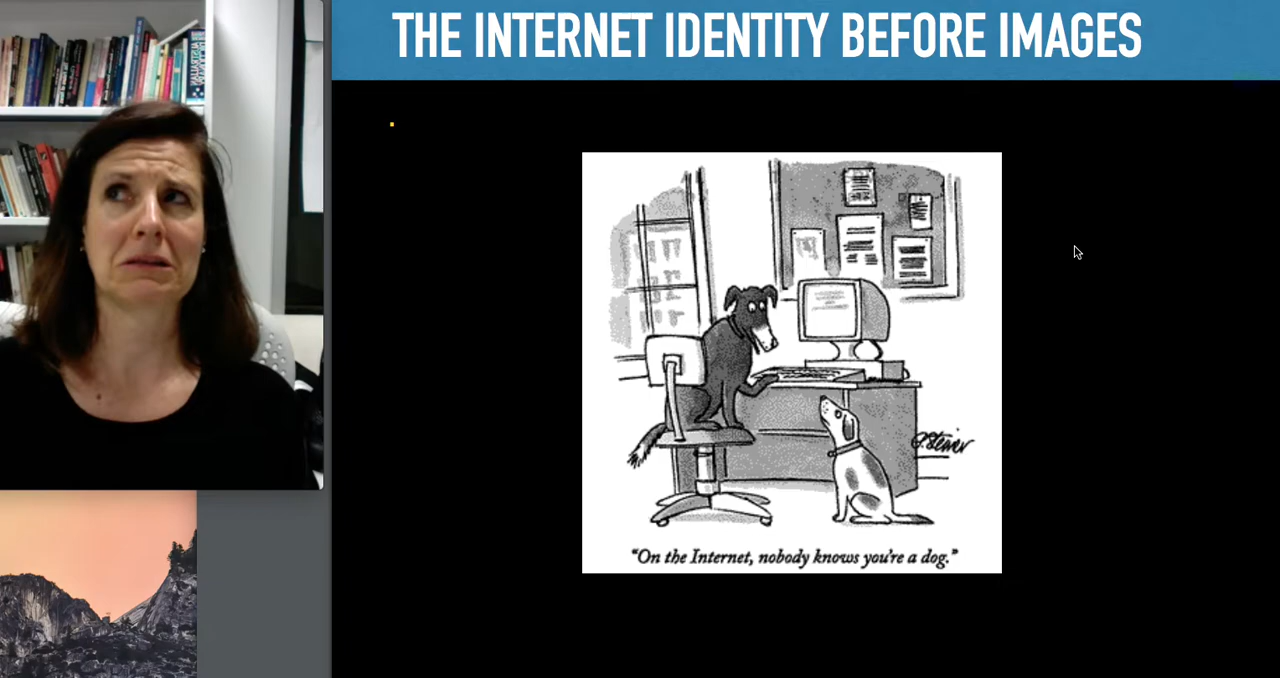 THE INTERNET IDENTITY BEFORE IMAGES
P. Steiner
"On the Internet, nobody knows you're a dog."